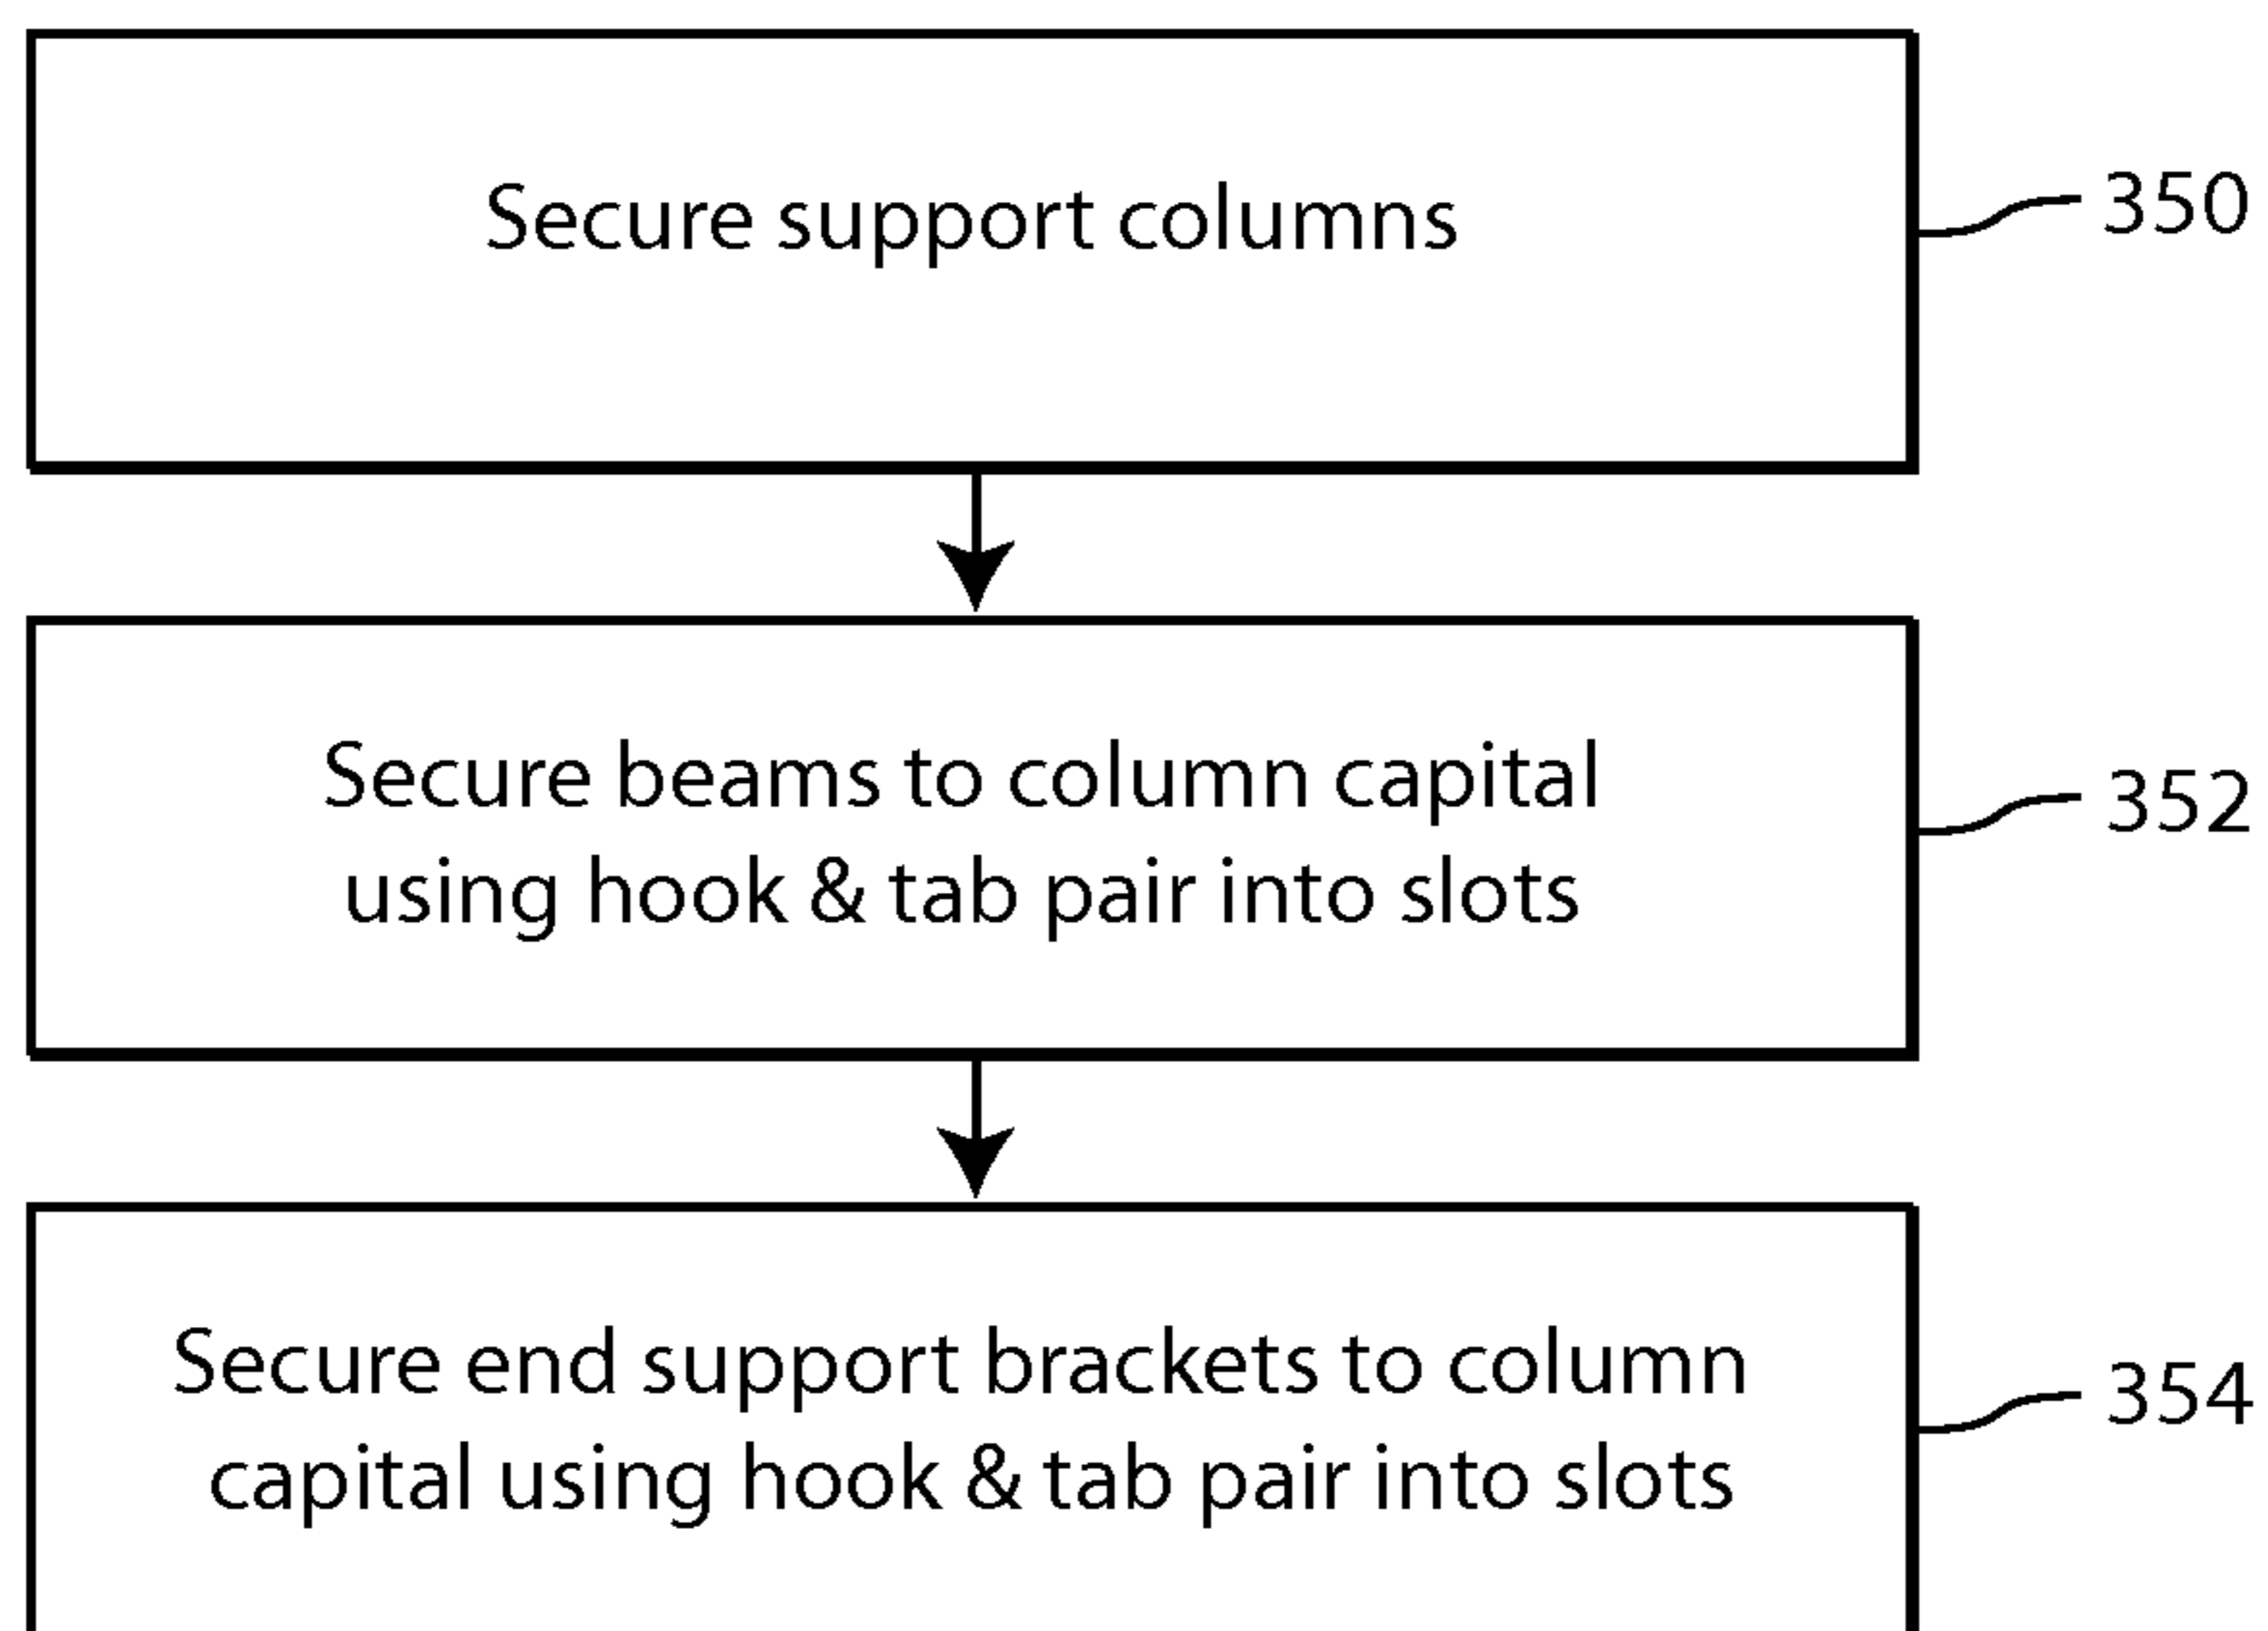 Secure support columns
350
Secure beams to column capital
using hook & tab pair into slots
352
Secure end support brackets to column
capital using hook & tab pair into slots
354